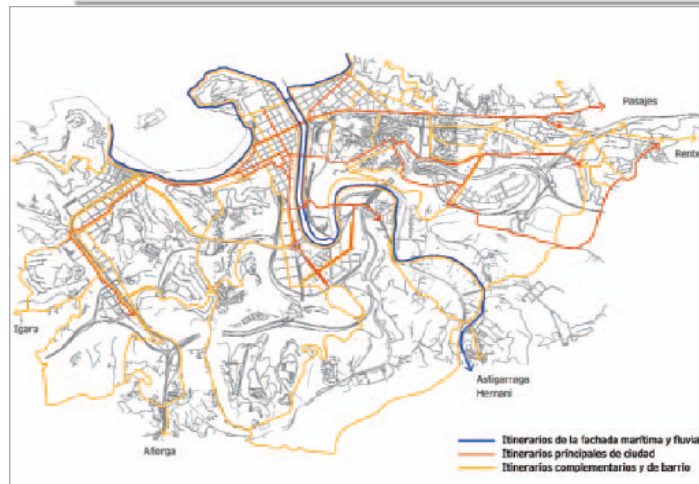 Pasajes
Rente
Igara
Astigarraga
Hernani
Añorga
Itinerarios de la fachada marítima y fluvia
Itinerarios principales de ciudad
Itinerarios complementarios y de barrio